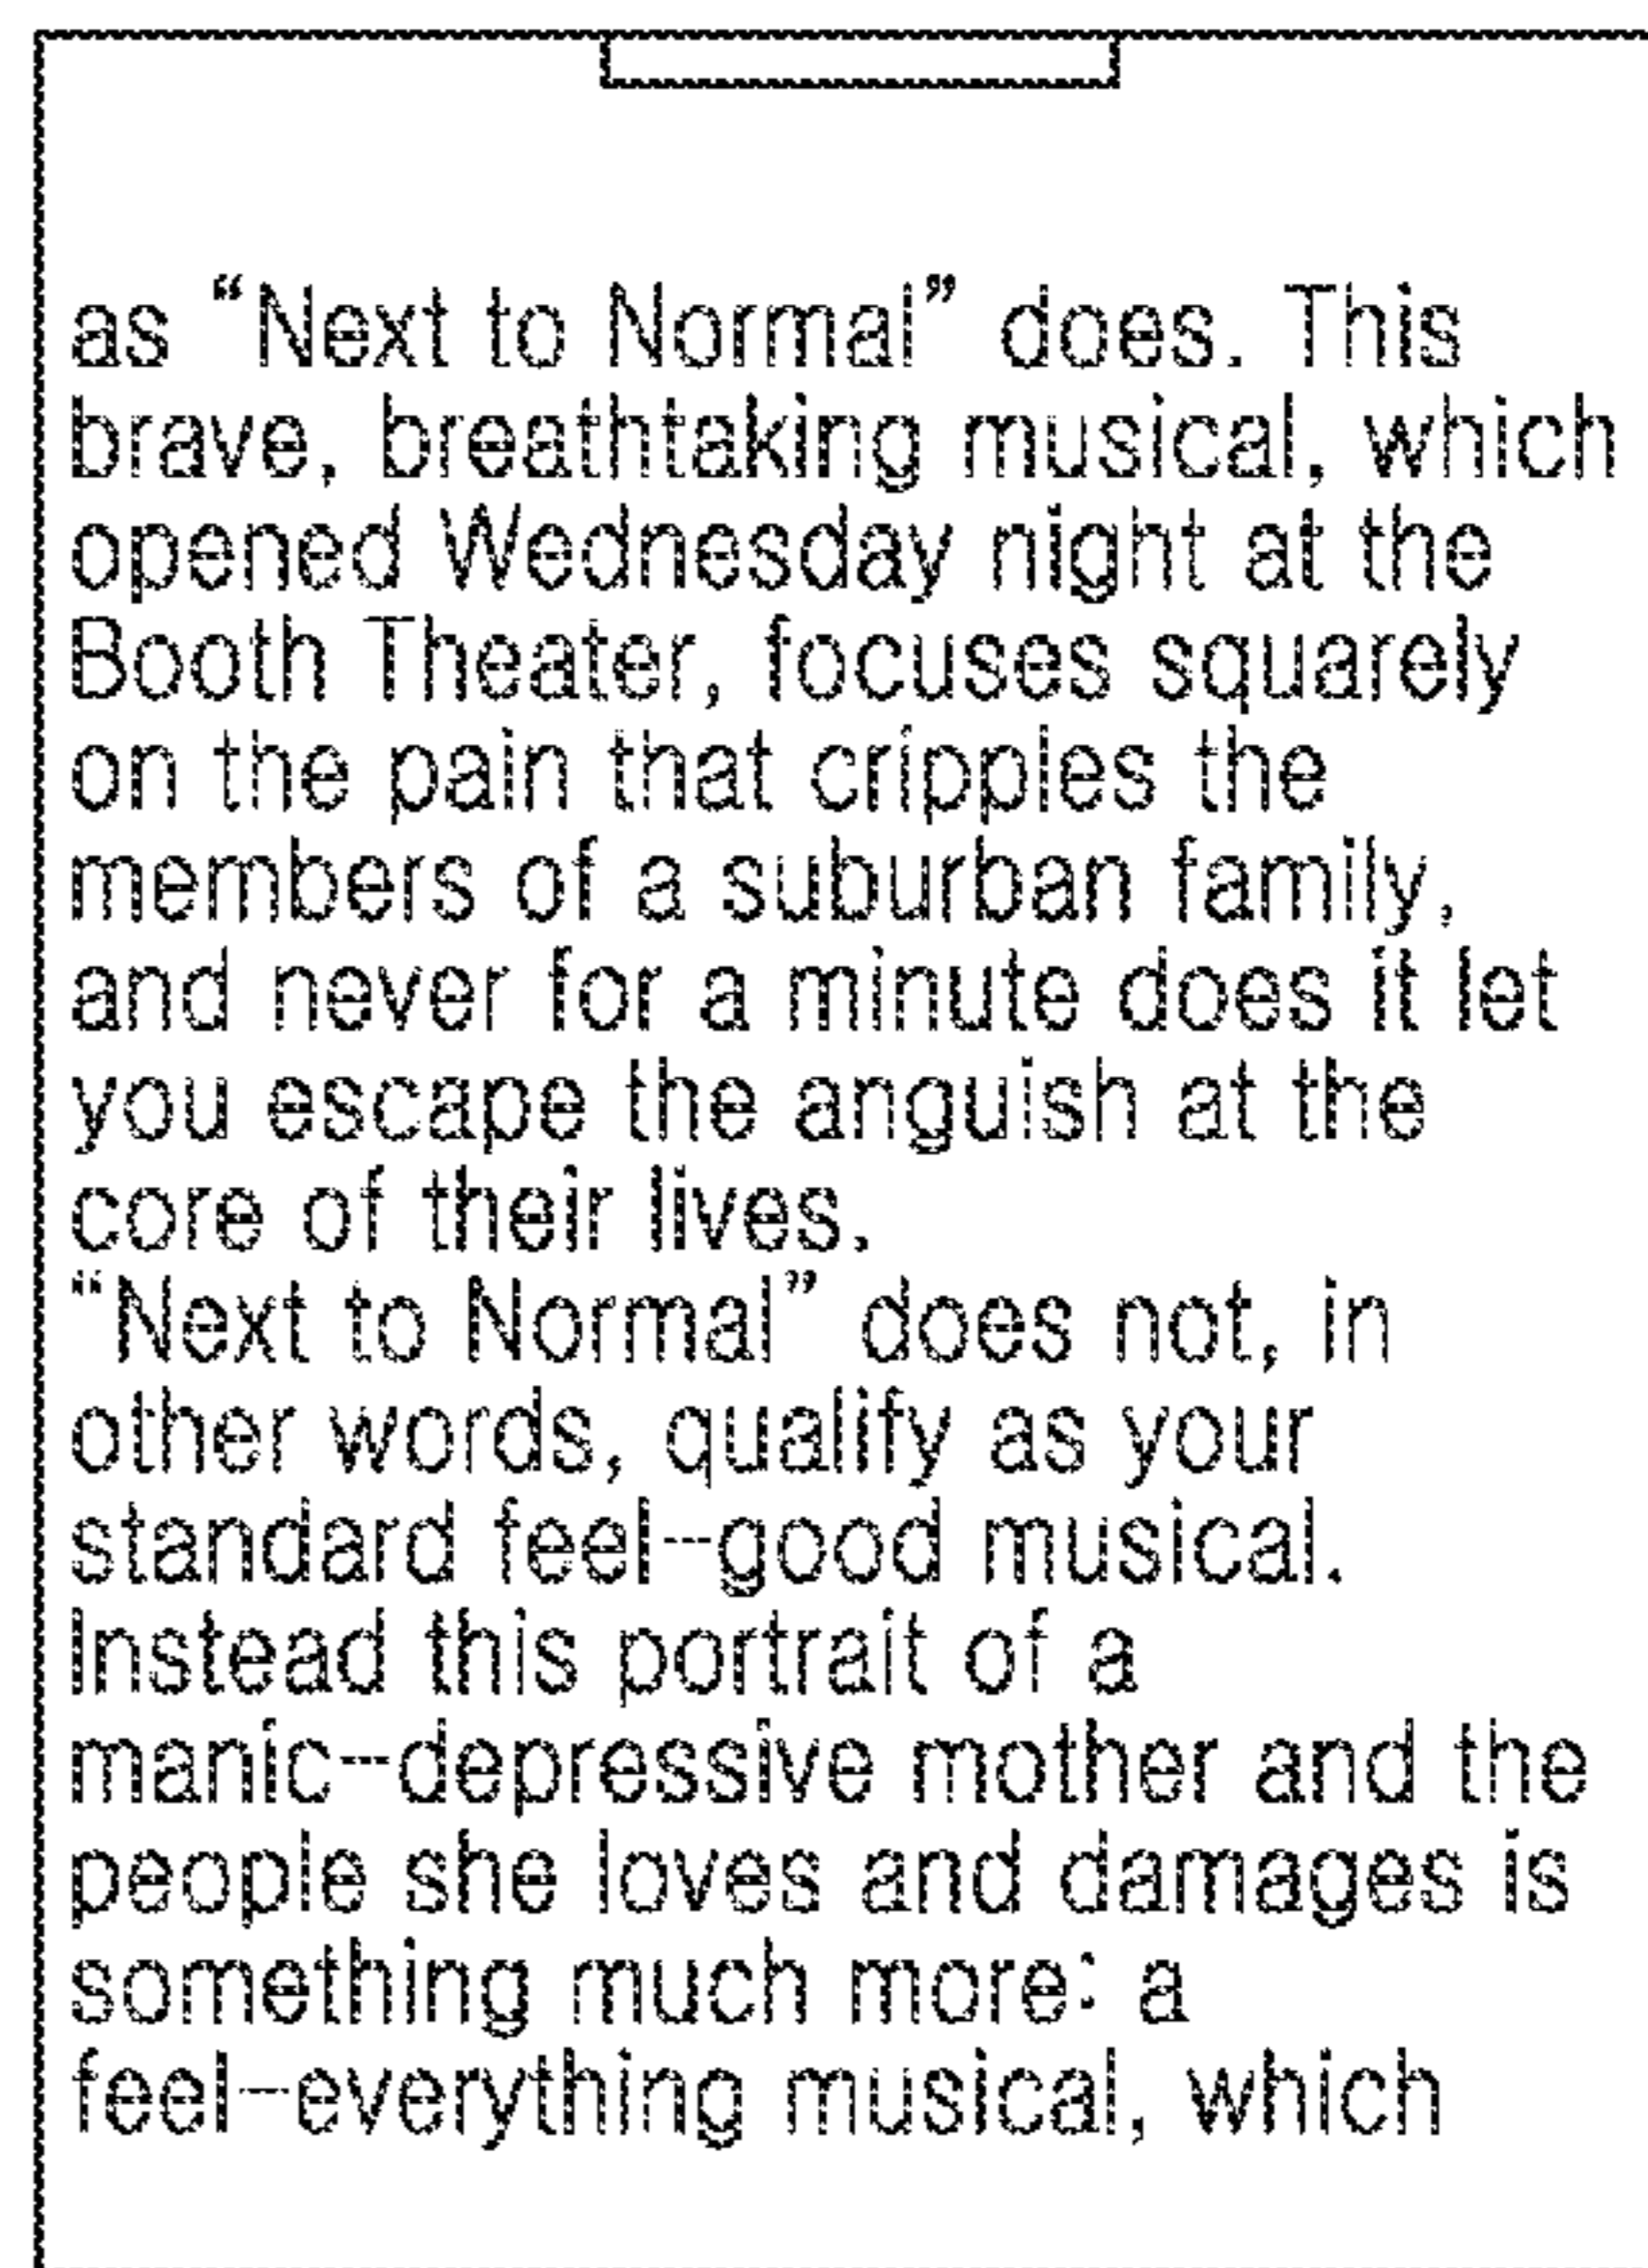 as “Next to Normal” does. This
brave, breathtaking musical, which
opened Wednesday night at the
Booth Theater, focuses squarely
on the pain that cripples the
members of a suburban family,
and never for a minute does it let
you escape the anguish at the
core of their lives.
“Next to Normal” does not, in
other words, qualify as your
standard feel-good musical.
Instead this portrait of a
manic-depressive mother and the
people she loves and damages is
something much more: a
feel-everything musical, which